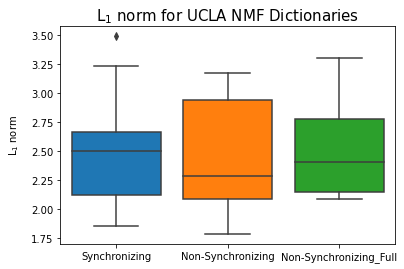 L₁ norm for UCLA NMF Dictionaries
L₁ norm
3.50
3.25
3.00
2.75
2.50
2.25
2.00
1.75
Synchronizing Non-Synchronizing Non-Synchronizing_Full